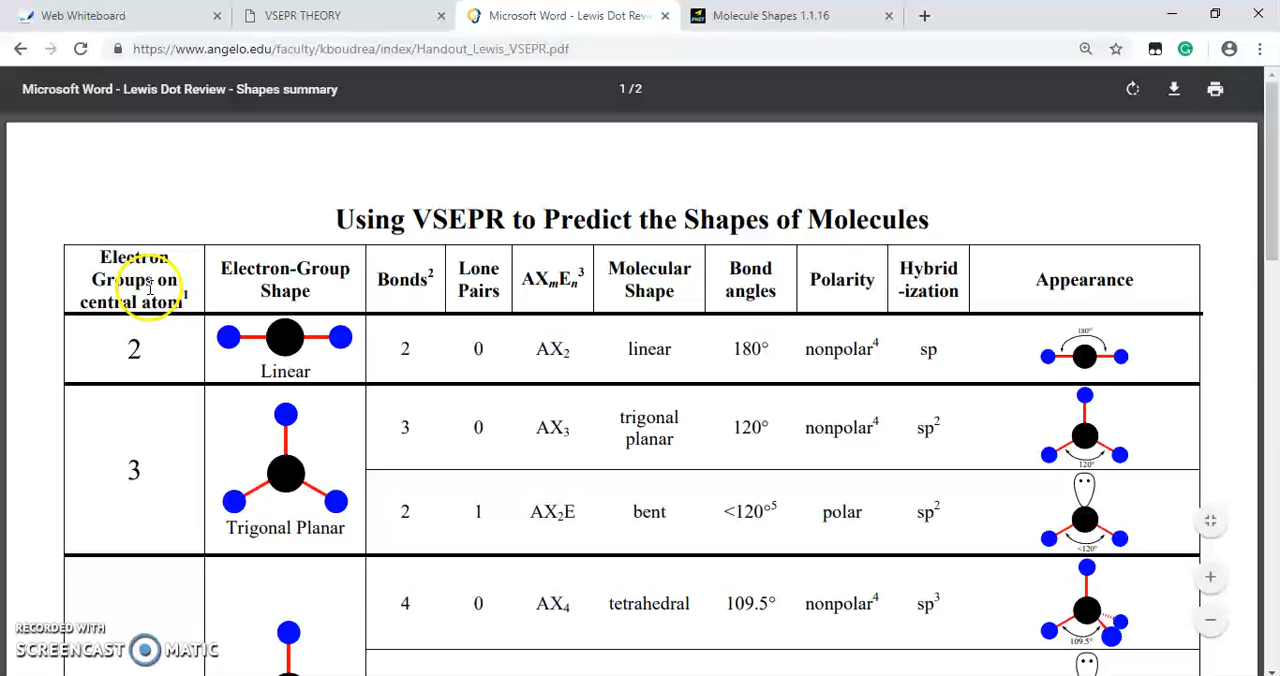 Web Whiteboard
VSEPR THEORY
Microsoft Word - Lewis Dot Revie
Molecule Shapes 1.1.16
https://www.angelo.edu/faculty/kboudrea/index/Handout_Lewis_VSEPR.pdf
Microsoft Word - Lewis Dot Review - Shapes summary
1 / 2
Using VSEPR to Predict the Shapes of Molecules
Electron
Groups on
central atom¹
Electron-Group
Shape
Bonds²
Lone
Pairs
AXₘEₙ³
Molecular
Shape
Bond
angles
Polarity
Hybrid
-ization
Appearance
2
Linear
2
0
AX₂
linear
180°
nonpolar⁴
sp
180°
3
Trigonal Planar
3
0
AX₃
trigonal
planar
120°
nonpolar⁴
sp²
120°
2
1
AX₂E
bent
<120°⁵
polar
sp²
<120°
4
0
AX₄
tetrahedral
109.5°
nonpolar⁴
sp³
109.5°
RECORDED WITH
SCREENCAST MATIC